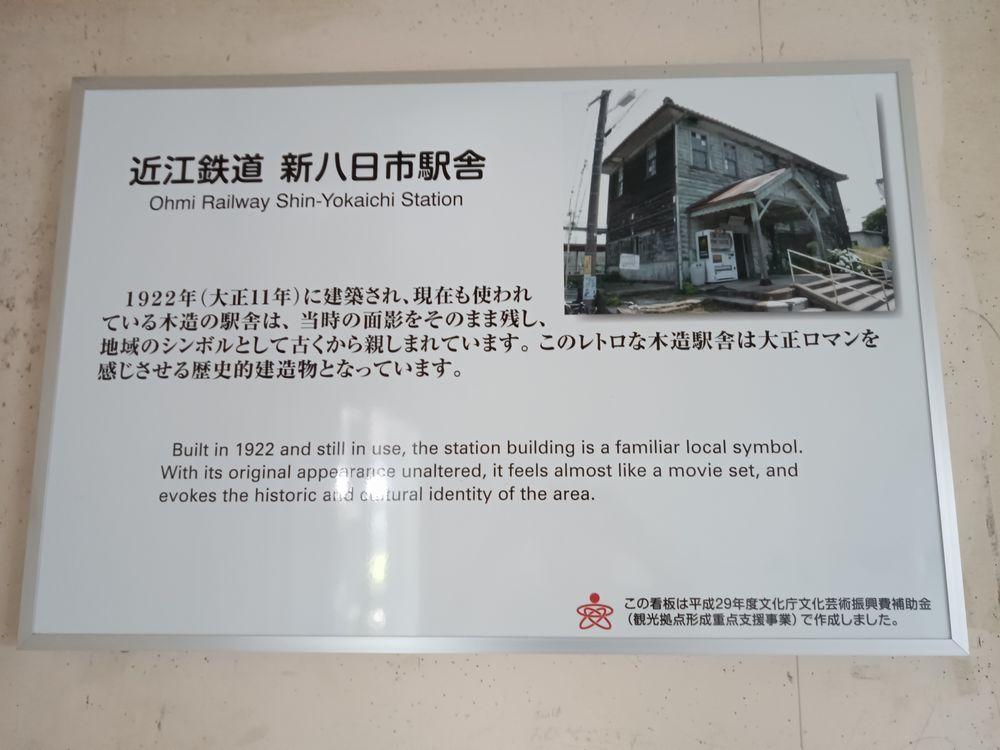 近江鉄道 新八日市駅舎
Ohmi Railway Shin-Yokaichi Station
1922年（大正11年）に建築され、現在も使われ
ている木造の駅舎は、当時の面影をそのまま残し、
地域のシンボルとして古くから親しまれています。このレトロな木造駅舎は大正ロマンを
感じさせる歴史的建造物となっています。
Built in 1922 and still in use, the station building is a familiar local symbol.
With its original appearance unaltered, it feels almost like a movie set, and
evokes the historic and cultural identity of the area.
この看板は平成29年度文化庁文化芸術振興費補助金
（観光拠点形成重点支援事業）で作成しました。